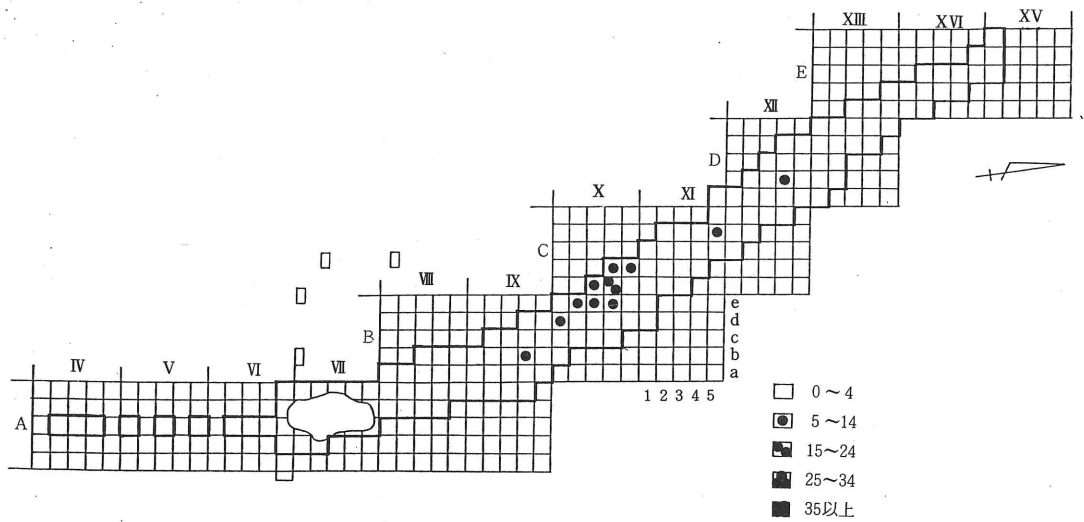 XIII XVI XV
E
XII
D
X XI
C
VIII IX
B
e
d
c
b
a
IV V VI VII
A
1 2 3 4 5
0～4
5～14
15～24
25～34
35以上